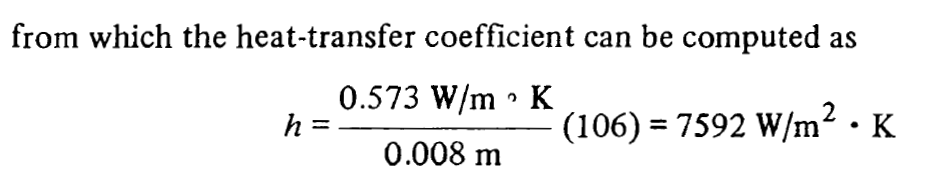 from which the heat-transfer coefficient can be computed as
0.573 W/m · K
h = ————— (106) = 7592 W/m² · K
0.008 m